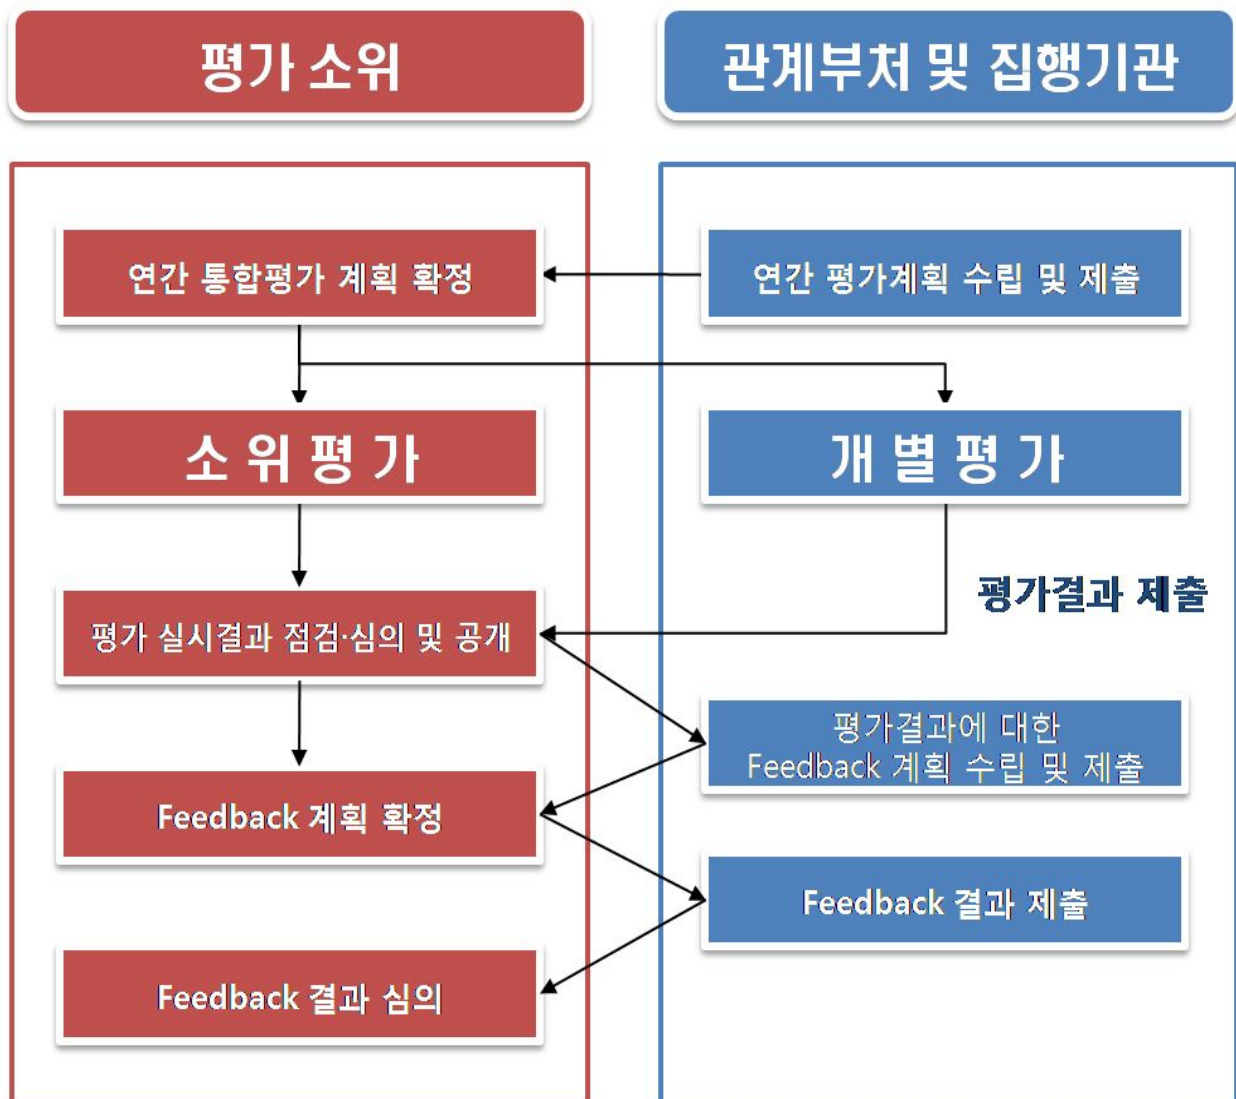 평가 소위
관계부처 및 집행기관
연간 통합평가 계획 확정
연간 평가계획 수립 및 제출
소 위 평 가
개 별 평 가
평가결과 제출
평가 실시결과 점검·심의 및 공개
평가결과에 대한
Feedback 계획 수립 및 제출
Feedback 계획 확정
Feedback 결과 제출
Feedback 결과 심의